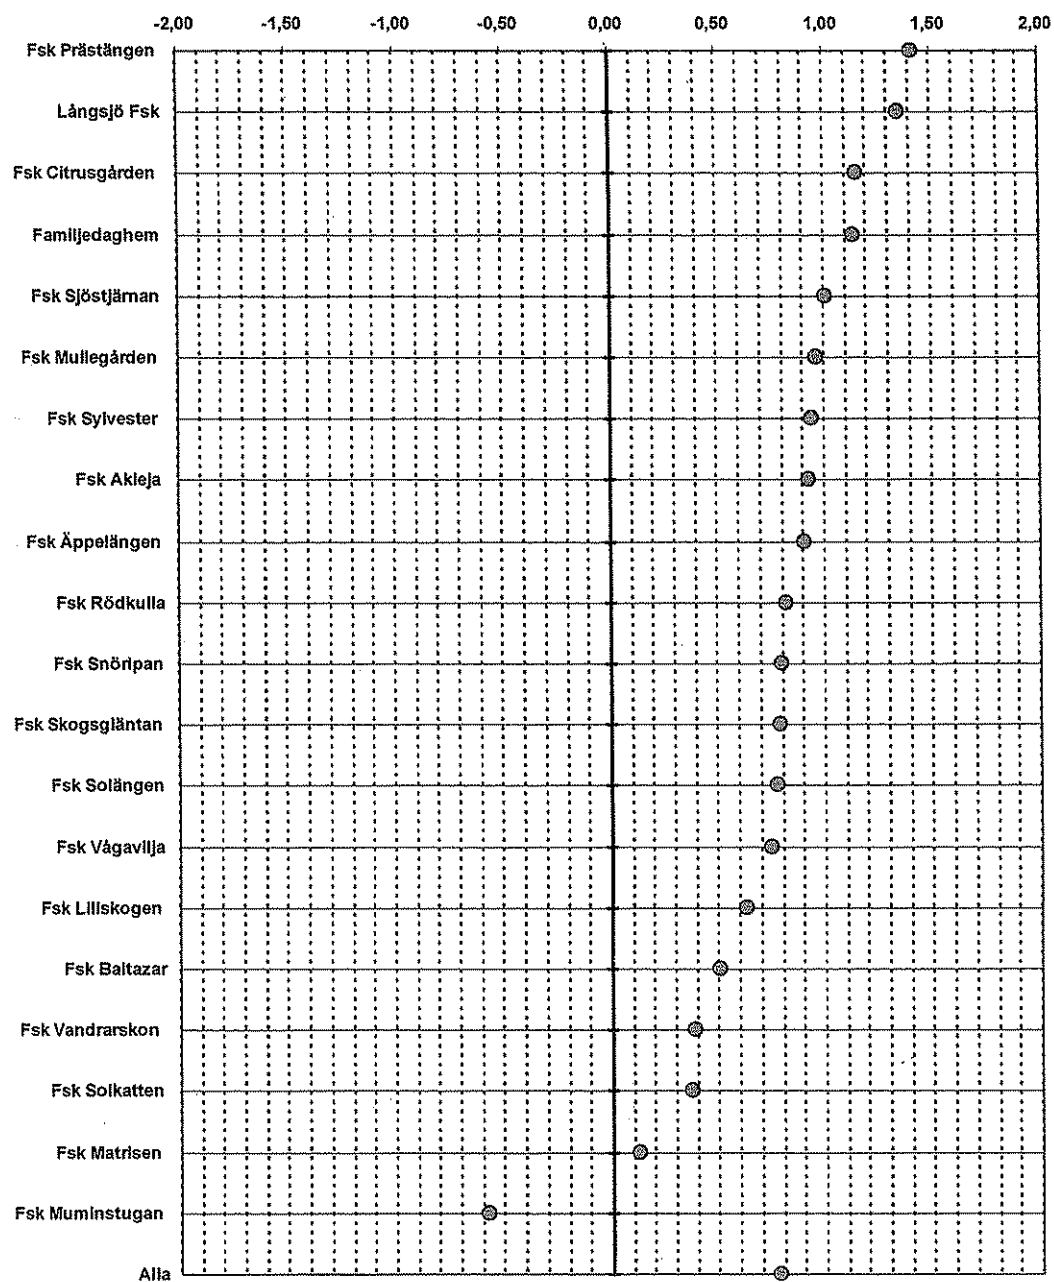 -2,00 -1,50 -1,00 -0,50 0,00 0,50 1,00 1,50 2,00
Fsk Prästängen
Långsjö Fsk
Fsk Citrusgården
Familjedaghem
Fsk Sjöstjärnan
Fsk Mullegården
Fsk Sylvester
Fsk Akleja
Fsk Äppelängen
Fsk Rödkulla
Fsk Snöripan
Fsk Skogsgläntan
Fsk Solängen
Fsk Vågavilja
Fsk Lillskogen
Fsk Baltazar
Fsk Vandrarskon
Fsk Solkatten
Fsk Matrisen
Fsk Muminstugan
Alla